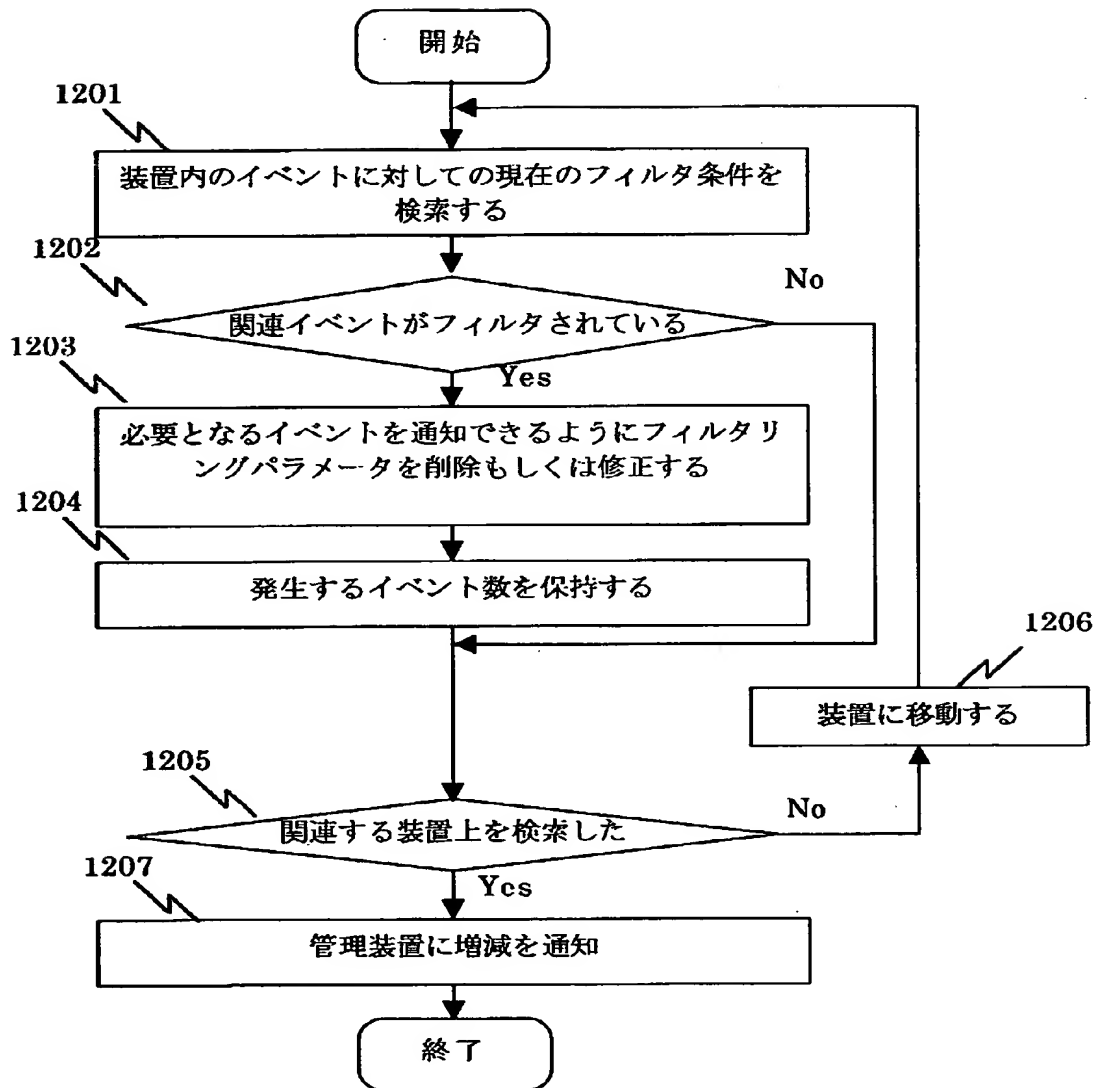 開始
1201
装置内のイベントに対しての現在のフィルタ条件を
検索する
1202
No
関連イベントがフィルタされている
1203
Yes
必要となるイベントを通知できるようにフィルタリ
ングパラメータを削除もしくは修正する
1204
発生するイベント数を保持する
1206
装置に移動する
1205
No
関連する装置上を検索した
1207
Yes
管理装置に増減を通知
終了